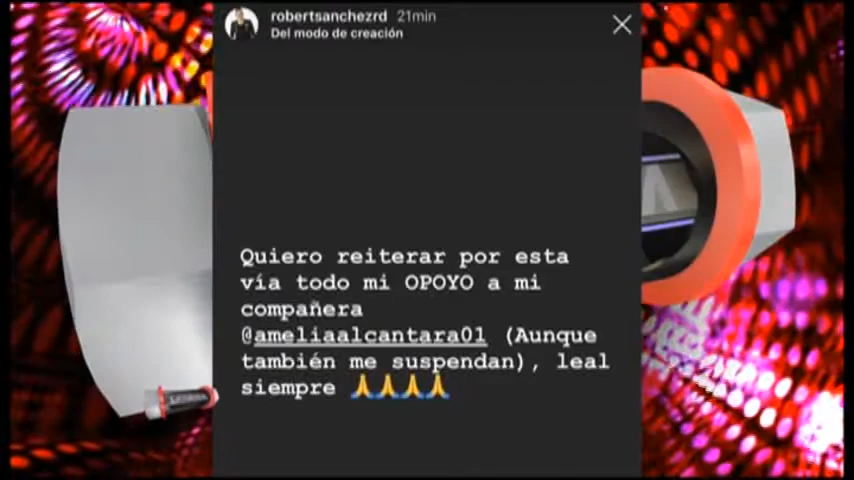 robertsanchezrd 21min
Del modo de creación
Quiero reiterar por esta
vía todo mi OPOYO a mi
compañera
@ameliaalcantara01 (Aunque
también me suspendan), leal
siempre 🙏🙏🙏🙏